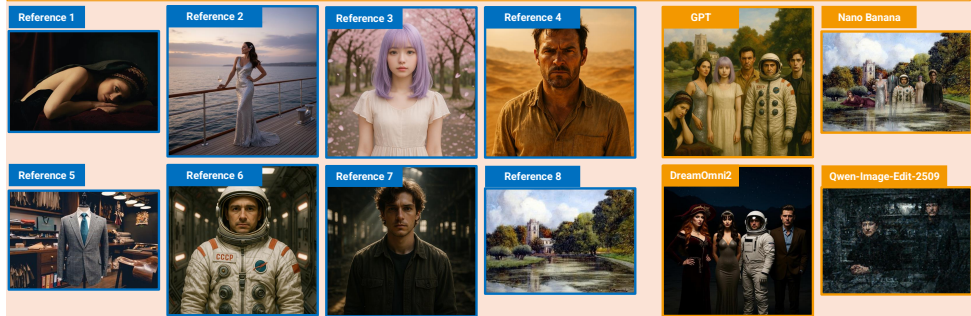 Reference 1
Reference 2
Reference 3
Reference 4
GPT
Nano Banana
Reference 5
Reference 6
Reference 7
Reference 8
DreamOmni2
Qwen-Image-Edit-2509
CCCP